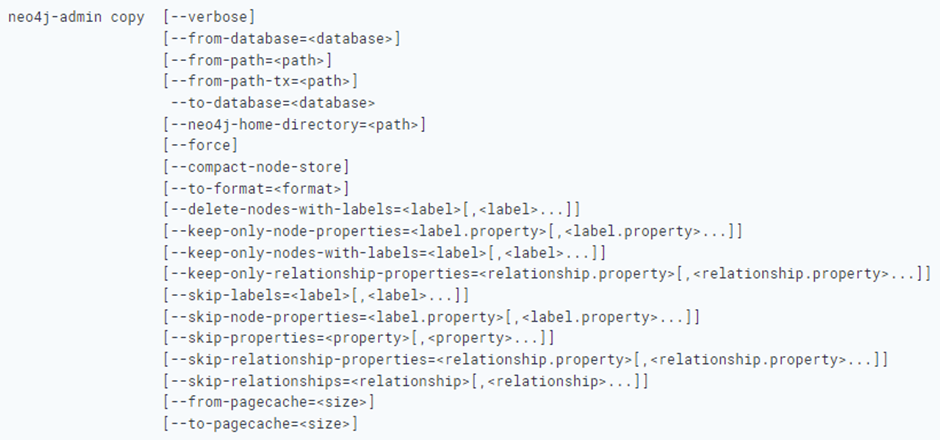 neo4j-admin copy [--verbose]
[--from-database=<database>]
[--from-path=<path>]
[--from-path-tx=<path>]
--to-database=<database>
[--neo4j-home-directory=<path>]
[--force]
[--compact-node-store]
[--to-format=<format>]
[--delete-nodes-with-labels=<label>[,<label>...]]
[--keep-only-node-properties=<label.property>[,<label.property>...]]
[--keep-only-nodes-with-labels=<label>[,<label>...]]
[--keep-only-relationship-properties=<relationship.property>[,<relationship.property>...]]
[--skip-labels=<label>[,<label>...]]
[--skip-node-properties=<label.property>[,<label.property>...]]
[--skip-properties=<property>[,<property>...]]
[--skip-relationship-properties=<relationship.property>[,<relationship.property>...]]
[--skip-relationships=<relationship>[,<relationship>...]]
[--from-pagecache=<size>]
[--to-pagecache=<size>]